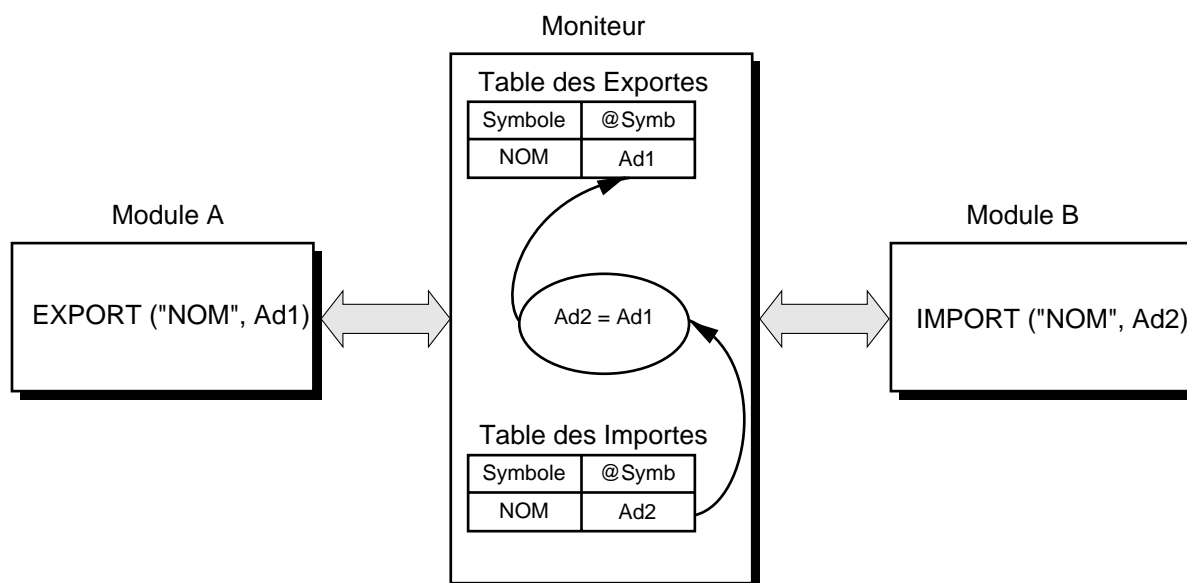 Moniteur
Table des Exportes
Symbole @Symb
NOM Ad1
Module A
EXPORT ("NOM", Ad1)
Ad2 = Ad1
Module B
IMPORT ("NOM", Ad2)
Table des Importes
Symbole @Symb
NOM Ad2